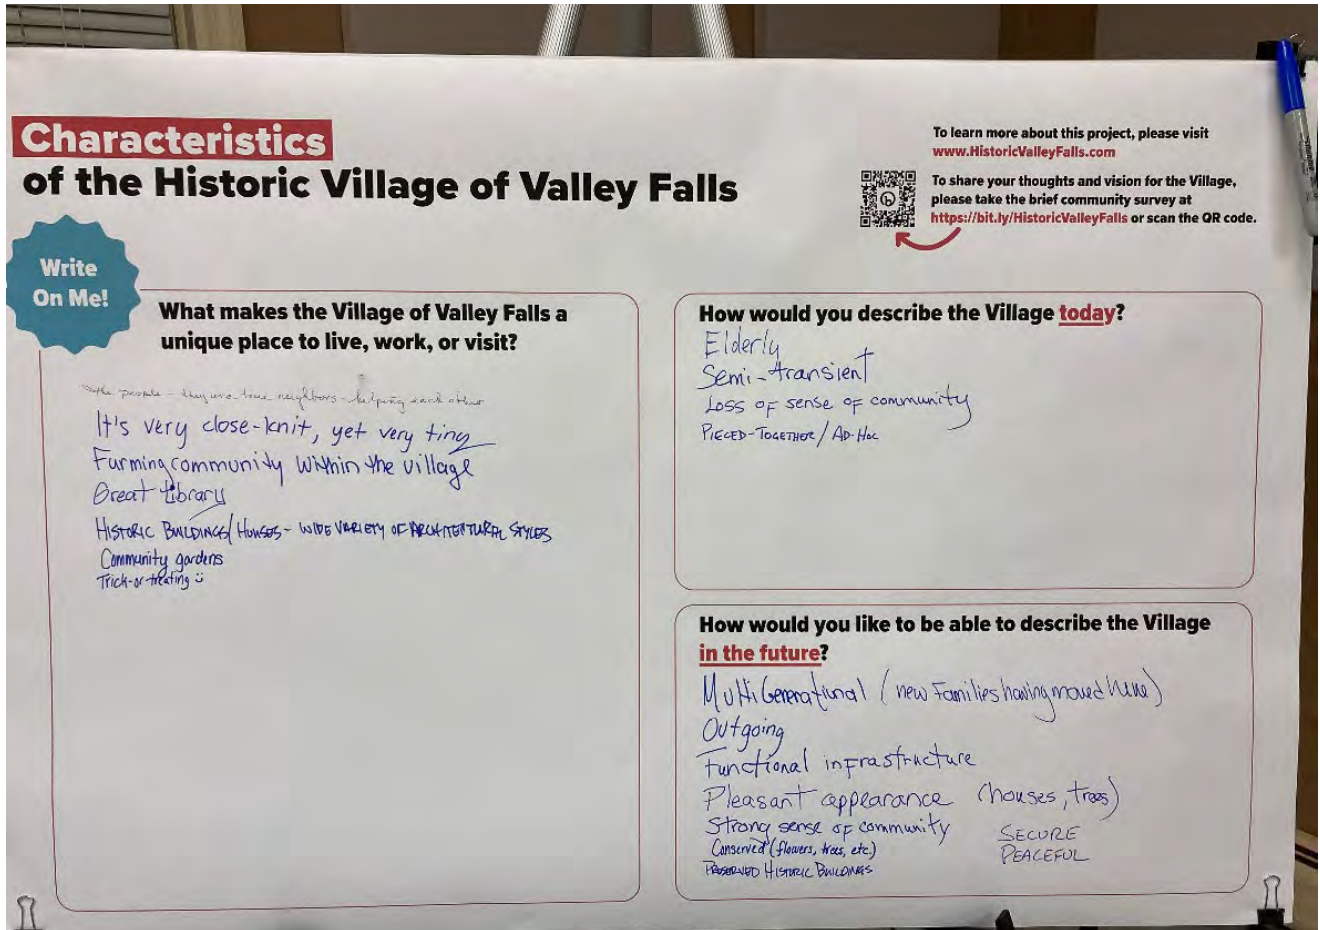 Characteristics
of the Historic Village of Valley Falls
To learn more about this project, please visit
www.HistoricValleyFalls.com
To share your thoughts and vision for the Village,
please take the brief community survey at
https://bit.ly/HistoricValleyFalls or scan the QR code.
Write
On Me!
What makes the Village of Valley Falls a
unique place to live, work, or visit?
the people - they are true neighbors - helping each other
It's very close-knit, yet very tiny
Farming community within the village
Great Library
HISTORIC BUILDINGS/HOUSES - WIDE VARIETY OF ARCHITECTURAL STYLES
Community gardens
Trick-or-treating
How would you describe the Village today?
Elderly
Semi-transient
Loss of sense of community
PIECED-TOGETHER / AD-HOC
How would you like to be able to describe the Village
in the future?
MultiGenerational (new Families having moved here)
Outgoing
Functional infrastructure
Pleasant appearance (houses, trees)
Strong sense of community
Conserved (flowers, trees, etc.)
PRESERVED HISTORIC BUILDINGS
SECURE
PEACEFUL